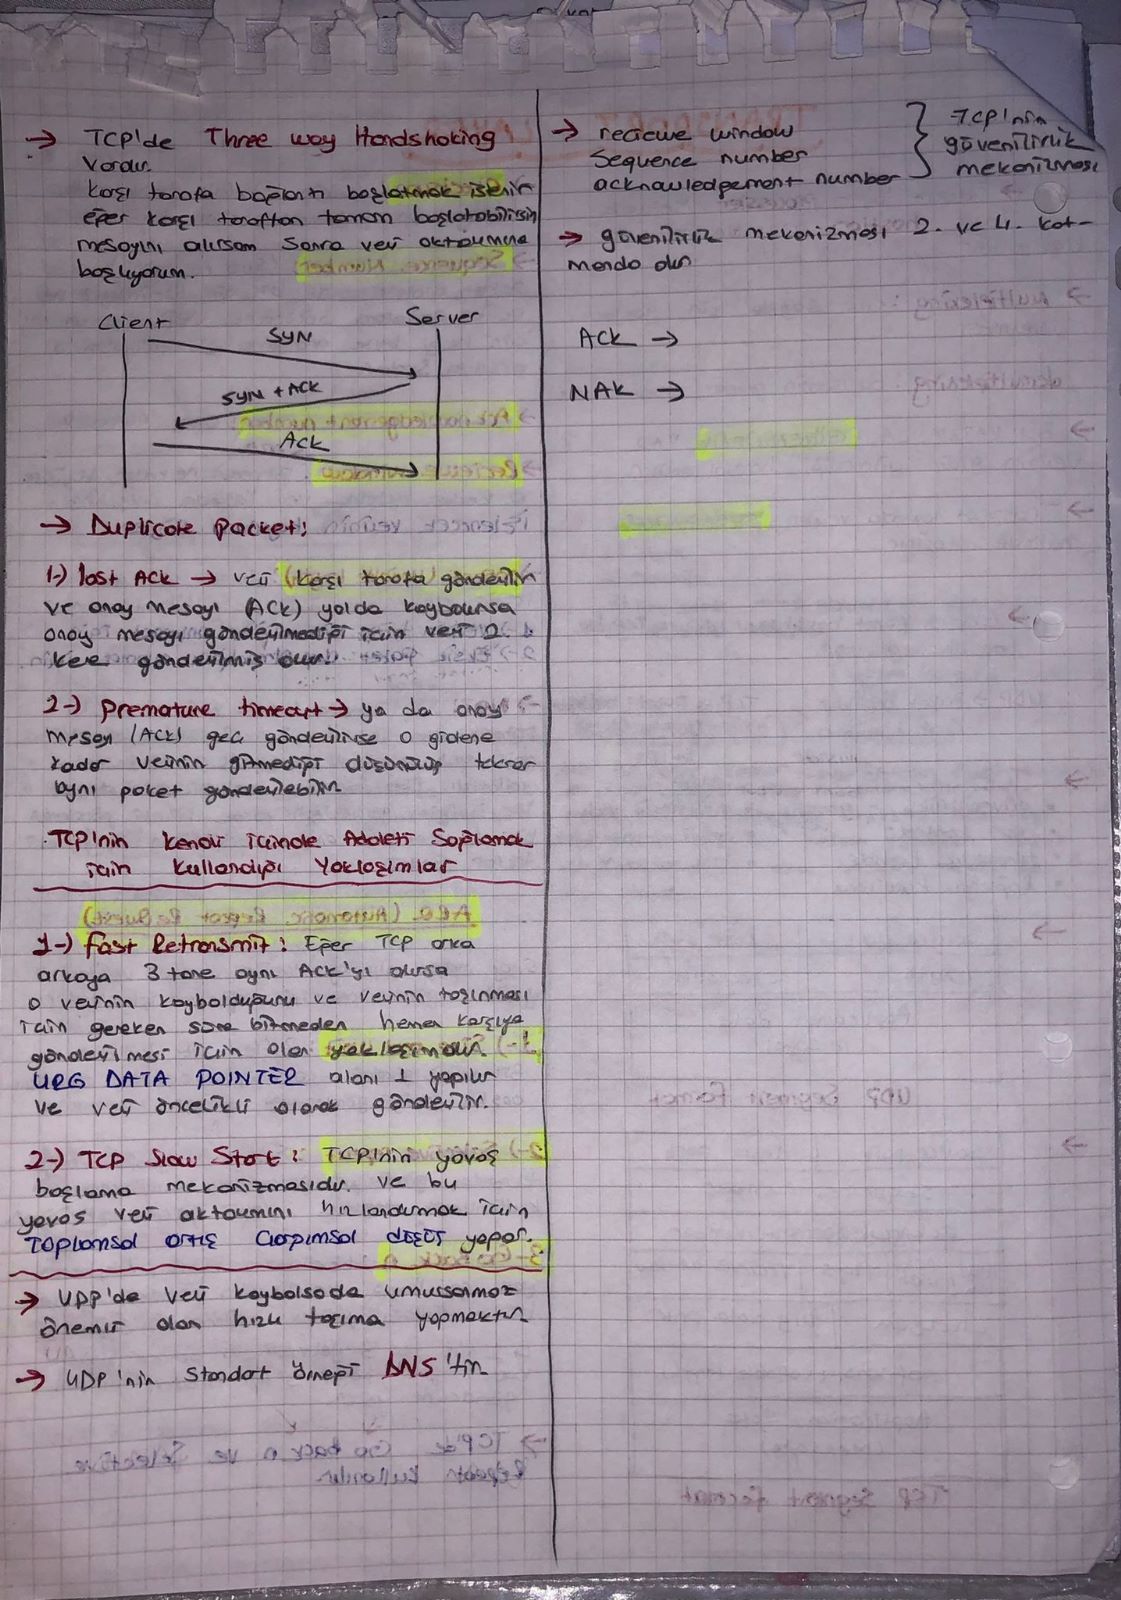 → TCP'de Three way Handshaking
vardır.
Karşı tarafa bağlantı başlatmak isterim
eğer karşı taraftan tamam başlatabilirsin
mesajını alırsam sonra veri aktarımına
başlıyorum.
Client Server
SYN
SYN + ACK
ACK
→ Duplicate Packet:
1-) lost Ack → veri karşı tarafa gönderilir
ve onay mesajı (ACK) yolda kaybolursa
onay mesajı gönderilmediği için veri 2.
kere gönderilmiş olur.
2-) Premature timeout → ya da onay
mesajı (ACK) geç gönderilirse o gidene
kadar verinin gitmediği düşünülüp tekrar
aynı paket gönderilebilir
TCP'nin kendi içinde Adaleti Sağlamak
için kullandığı Yaklaşımlar
1-) Fast Retransmit: Eğer TCP arka
arkaya 3 tane aynı ACK'yı alırsa
o verinin kaybolduğunu ve verinin taşınması
için gereken süre bitmeden hemen karşıya
gönderilmesi için olan yaklaşımdır.
URG DATA POINTER alanı 1 yapılır
ve veri öncelikli olarak gönderilir.
2-) TCP Slow Start: TCP'nin yavaş
başlama mekanizmasıdır. ve bu
yavaş veri aktarımını hızlandırmak için
Toplamsal artış Çarpımsal düşüş yapar.
→ UDP'de veri kaybolsada umursanmaz
önemli olan hızlı taşıma yapmaktır
→ UDP'nin standart örneği DNS'tir.
→ recieve window
Sequence number
acknowledgement number
TCP'nin
güvenilirlik
mekanizması
→ güvenilirlik mekanizması 2. ve 4. kat-
manda olur
ACK →
NAK →